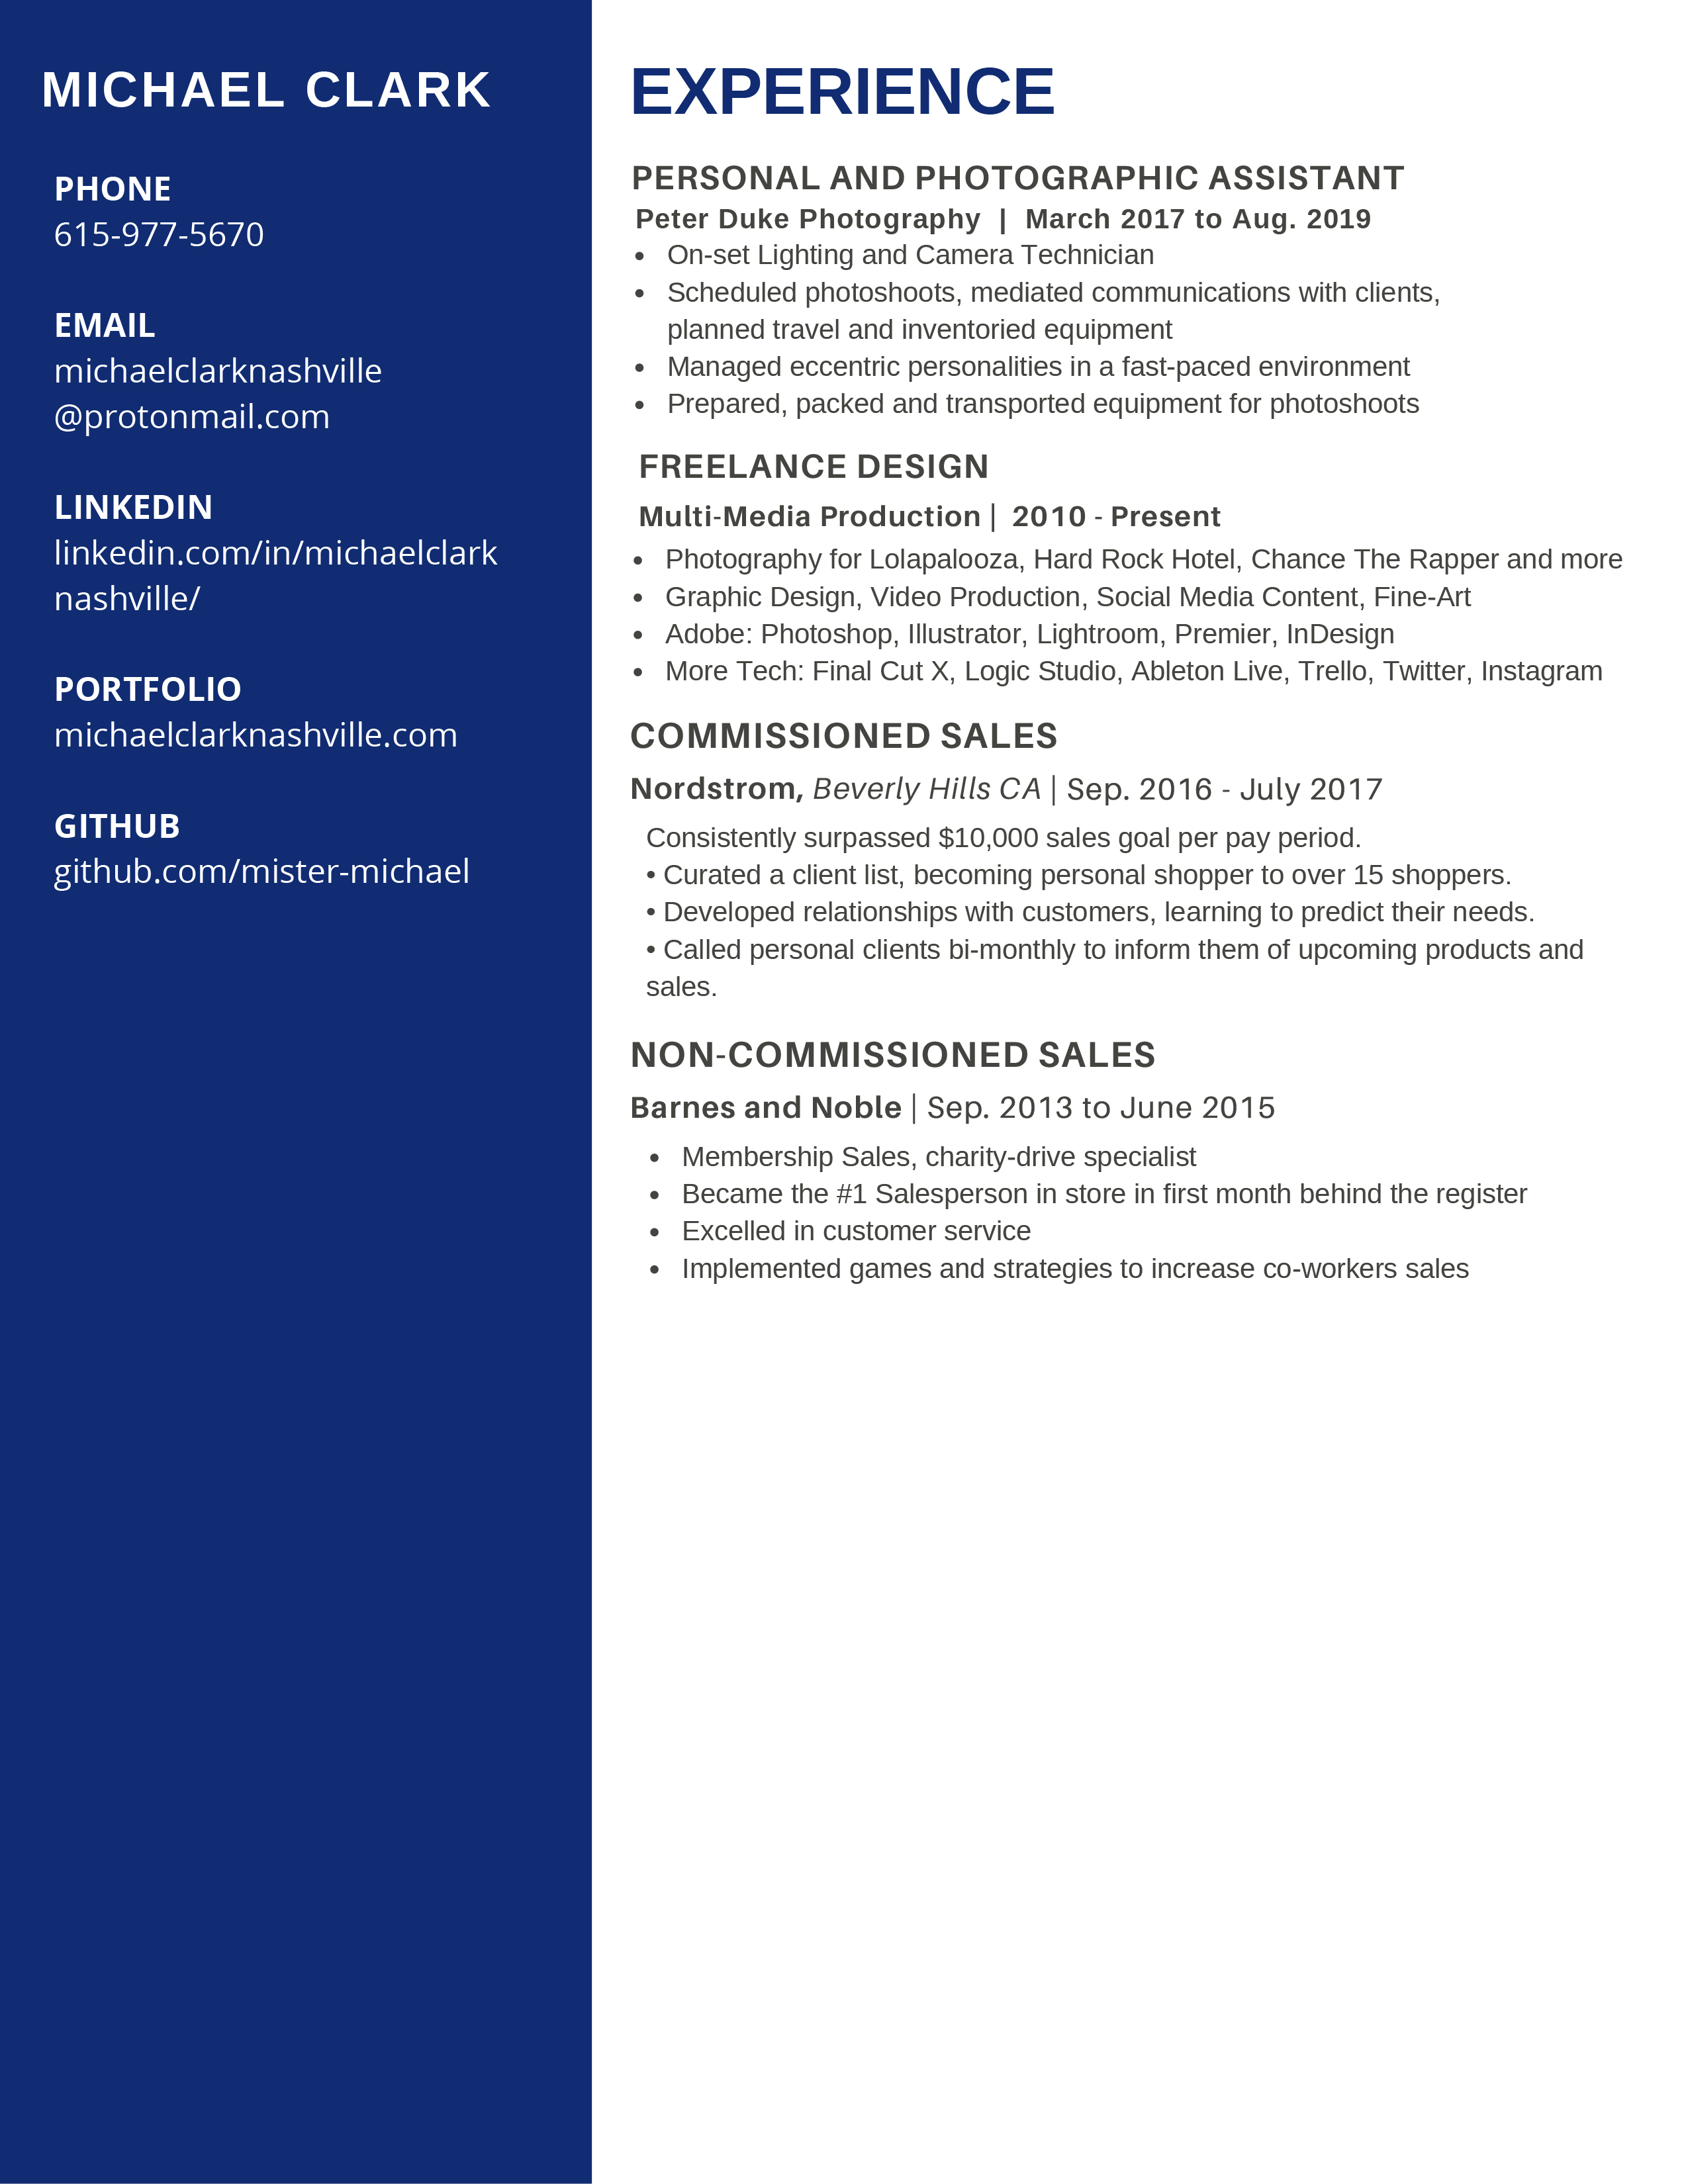 MICHAEL CLARK
PHONE
615-977-5670
EMAIL
michaelclarknashville
@protonmail.com
LINKEDIN
linkedin.com/in/michaelclark
nashville/
PORTFOLIO
michaelclarknashville.com
GITHUB
github.com/mister-michael
EXPERIENCE
PERSONAL AND PHOTOGRAPHIC ASSISTANT
Peter Duke Photography | March 2017 to Aug. 2019
• On-set Lighting and Camera Technician
• Scheduled photoshoots, mediated communications with clients,
planned travel and inventoried equipment
• Managed eccentric personalities in a fast-paced environment
• Prepared, packed and transported equipment for photoshoots
FREELANCE DESIGN
Multi-Media Production | 2010 - Present
• Photography for Lolapalooza, Hard Rock Hotel, Chance The Rapper and more
• Graphic Design, Video Production, Social Media Content, Fine-Art
• Adobe: Photoshop, Illustrator, Lightroom, Premier, InDesign
• More Tech: Final Cut X, Logic Studio, Ableton Live, Trello, Twitter, Instagram
COMMISSIONED SALES
Nordstrom, Beverly Hills CA | Sep. 2016 - July 2017
Consistently surpassed $10,000 sales goal per pay period.
• Curated a client list, becoming personal shopper to over 15 shoppers.
• Developed relationships with customers, learning to predict their needs.
• Called personal clients bi-monthly to inform them of upcoming products and
sales.
NON-COMMISSIONED SALES
Barnes and Noble | Sep. 2013 to June 2015
• Membership Sales, charity-drive specialist
• Became the #1 Salesperson in store in first month behind the register
• Excelled in customer service
• Implemented games and strategies to increase co-workers sales